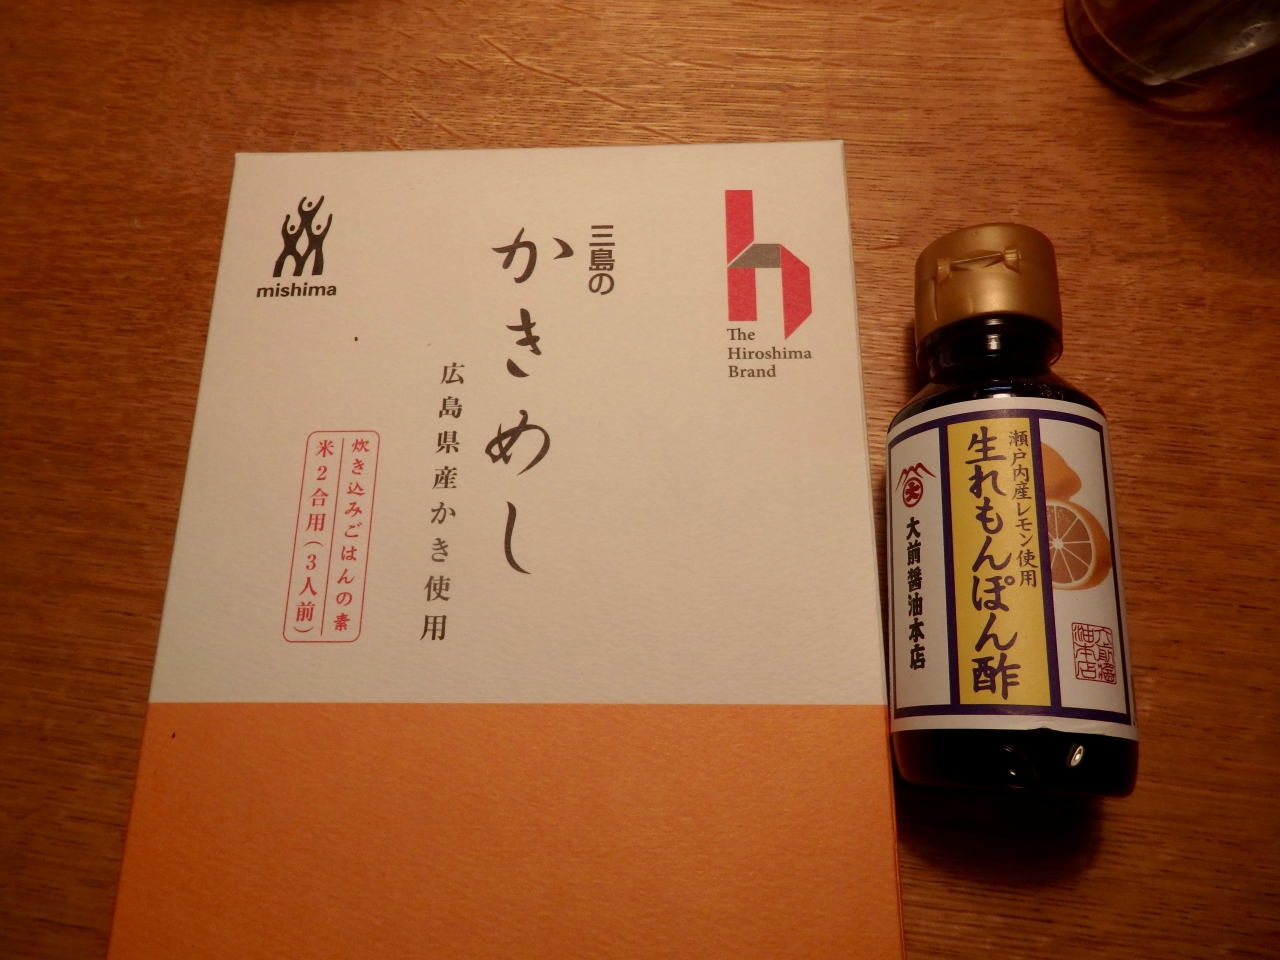 mishima
三島の
かきめし
広島県産かき使用
炊き込みごはんの素
米2合用(3人前)
The
Hiroshima
Brand
瀬戸内産レモン使用
生れもんぽん酢
大
大前醤油本店